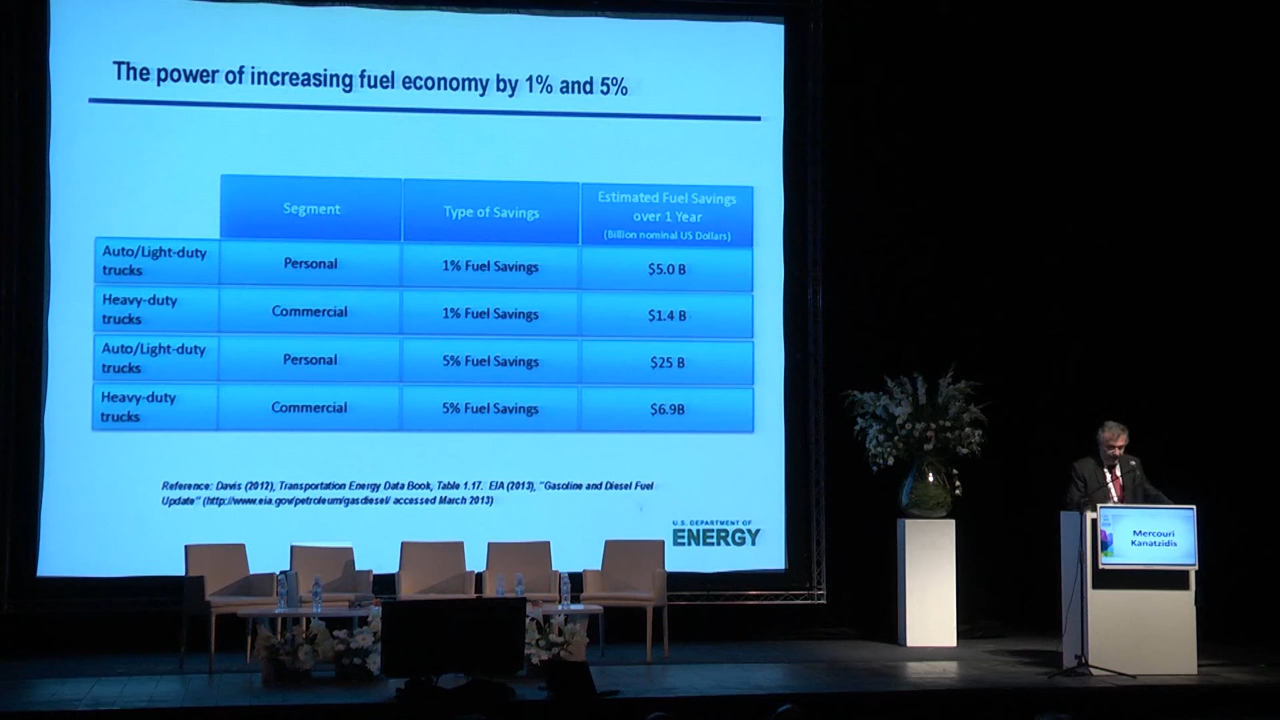 The power of increasing fuel economy by 1% and 5%
Segment
Type of Savings
Estimated Fuel Savings
over 1 Year
(Billion nominal US Dollars)
Auto/Light-duty
trucks
Personal
1% Fuel Savings
$5.0 B
Heavy-duty
trucks
Commercial
1% Fuel Savings
$1.4 B
Auto/Light-duty
trucks
Personal
5% Fuel Savings
$25 B
Heavy-duty
trucks
Commercial
5% Fuel Savings
$6.9B
Reference: Davis (2012), Transportation Energy Data Book, Table 1.17. EIA (2013), "Gasoline and Diesel Fuel
Update" (http://www.eia.gov/petroleum/gasdiesel/ accessed March 2013)
U.S. DEPARTMENT OF
ENERGY
Mercouri
Kanatzidis